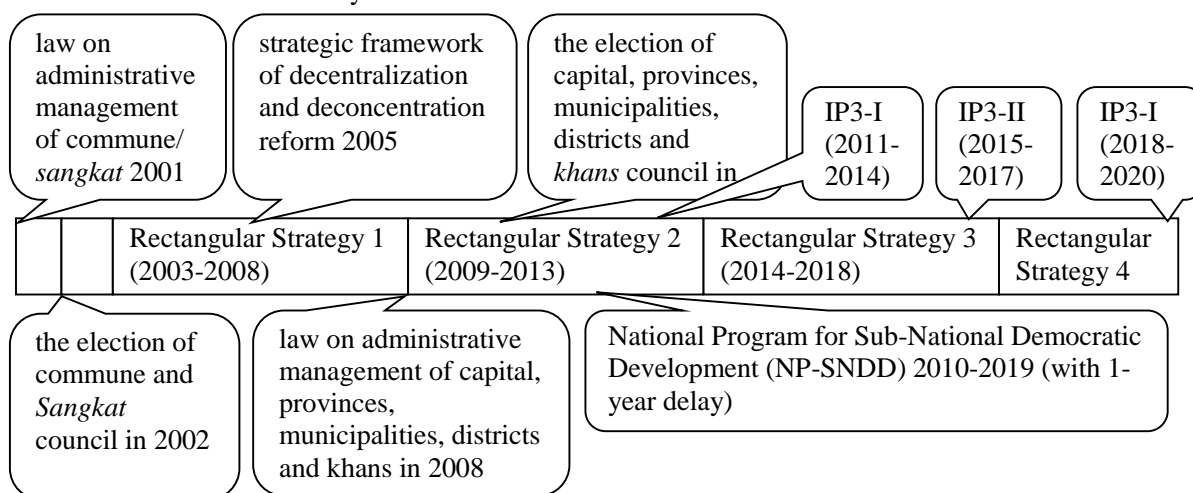 law on
administrative
management
of commune/
sangkat 2001
strategic framework
of decentralization
and deconcentration
reform 2005
the election of
capital, provinces,
municipalities,
districts and
khans council in
IP3-I
(2011-
2014)
IP3-II
(2015-
2017)
IP3-I
(2018-
2020)
Rectangular Strategy 1
(2003-2008)
Rectangular Strategy 2
(2009-2013)
Rectangular Strategy 3
(2014-2018)
Rectangular
Strategy 4
the election of
commune and
Sangkat
council in 2002
law on administrative
management of capital,
provinces,
municipalities, districts
and khans in 2008
National Program for Sub-National Democratic
Development (NP-SNDD) 2010-2019 (with 1-
year delay)